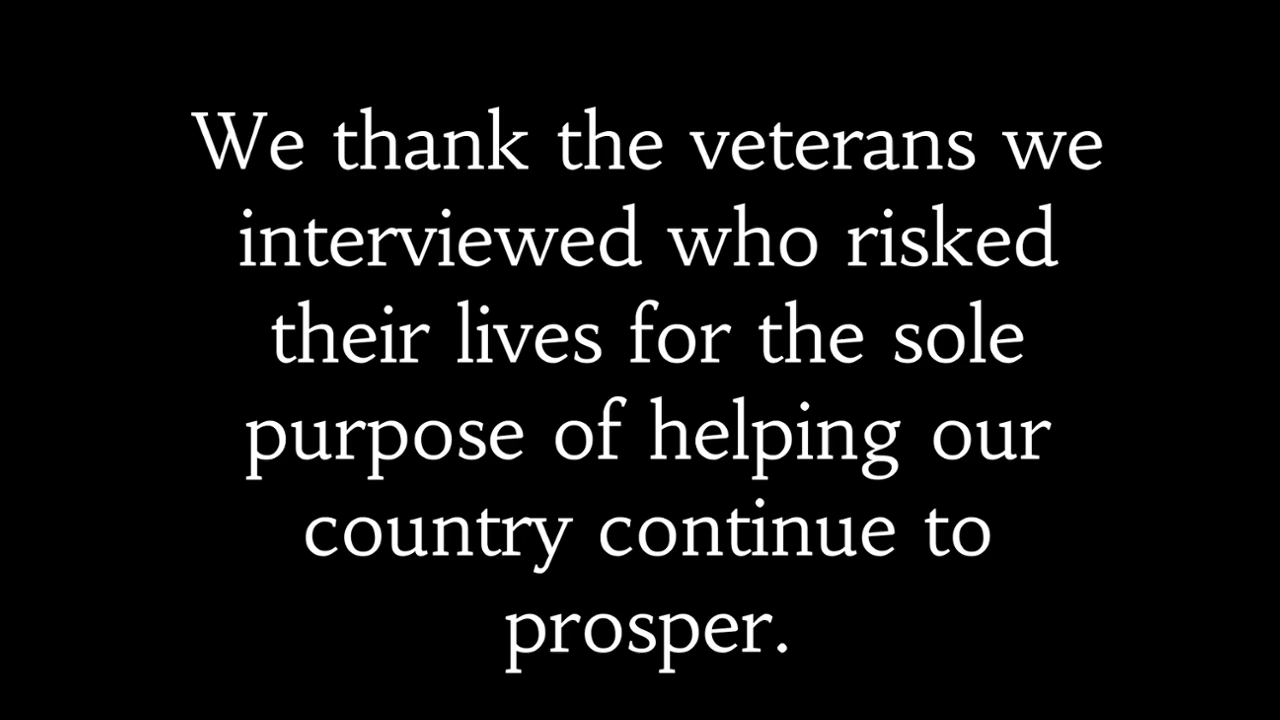 We thank the veterans we
interviewed who risked
their lives for the sole
purpose of helping our
country continue to
prosper.